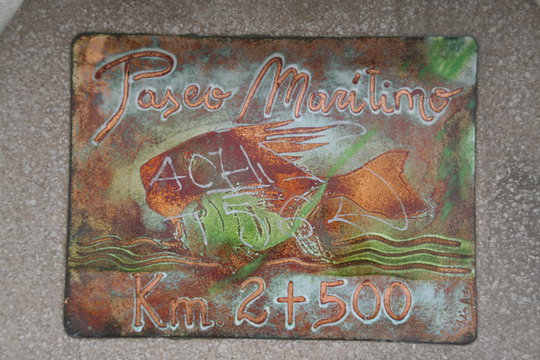 Paseo Marítimo
Km. 2+500